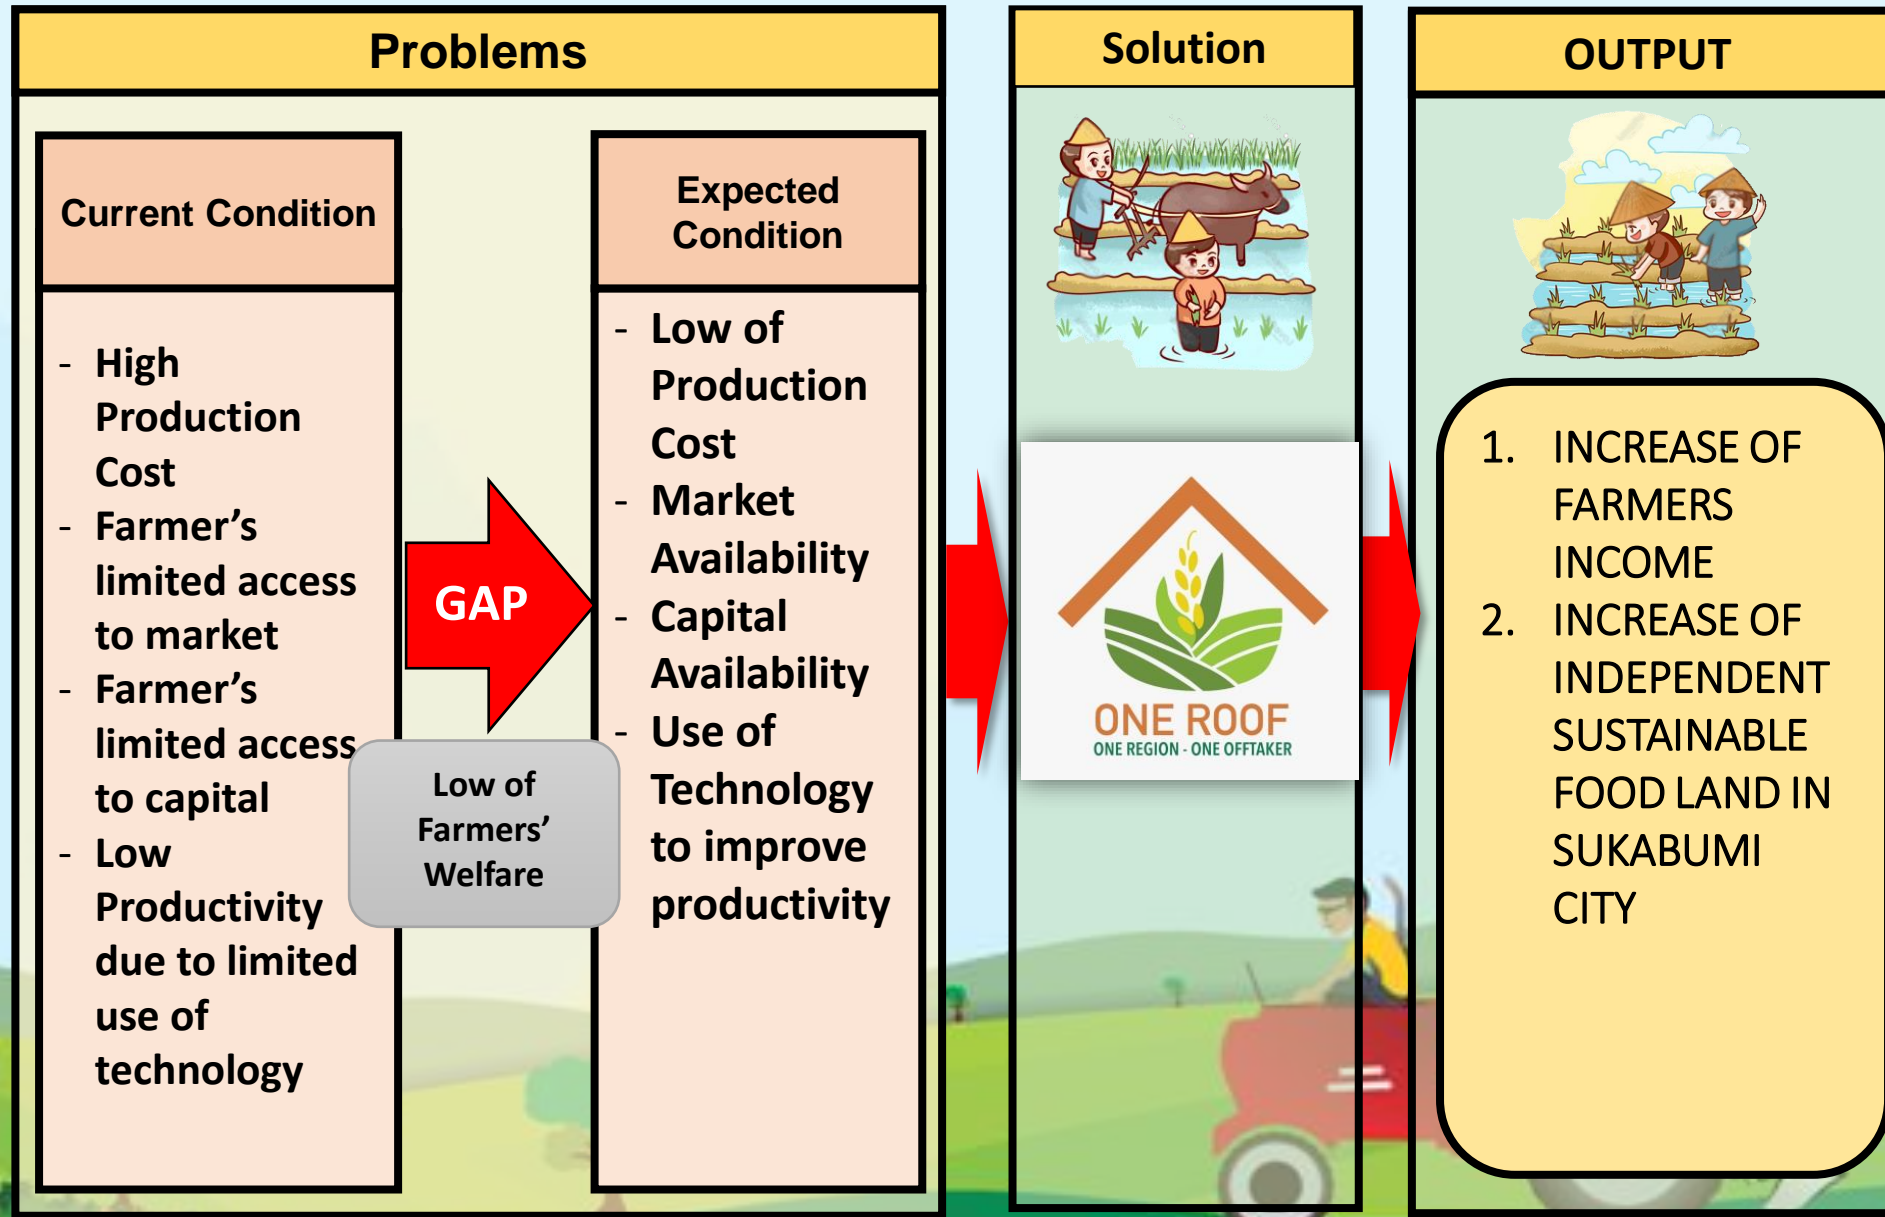 Problems
Current Condition
- High
Production
Cost
- Farmer’s
limited access
to market
- Farmer’s
limited access
to capital
- Low
Productivity
due to limited
use of
technology
GAP
Low of
Farmers’
Welfare
Expected
Condition
- Low of
Production
Cost
- Market
Availability
- Capital
Availability
- Use of
Technology
to improve
productivity
Solution
ONE ROOF
ONE REGION - ONE OFFTAKER
OUTPUT
1. INCREASE OF
FARMERS
INCOME
2. INCREASE OF
INDEPENDENT
SUSTAINABLE
FOOD LAND IN
SUKABUMI
CITY